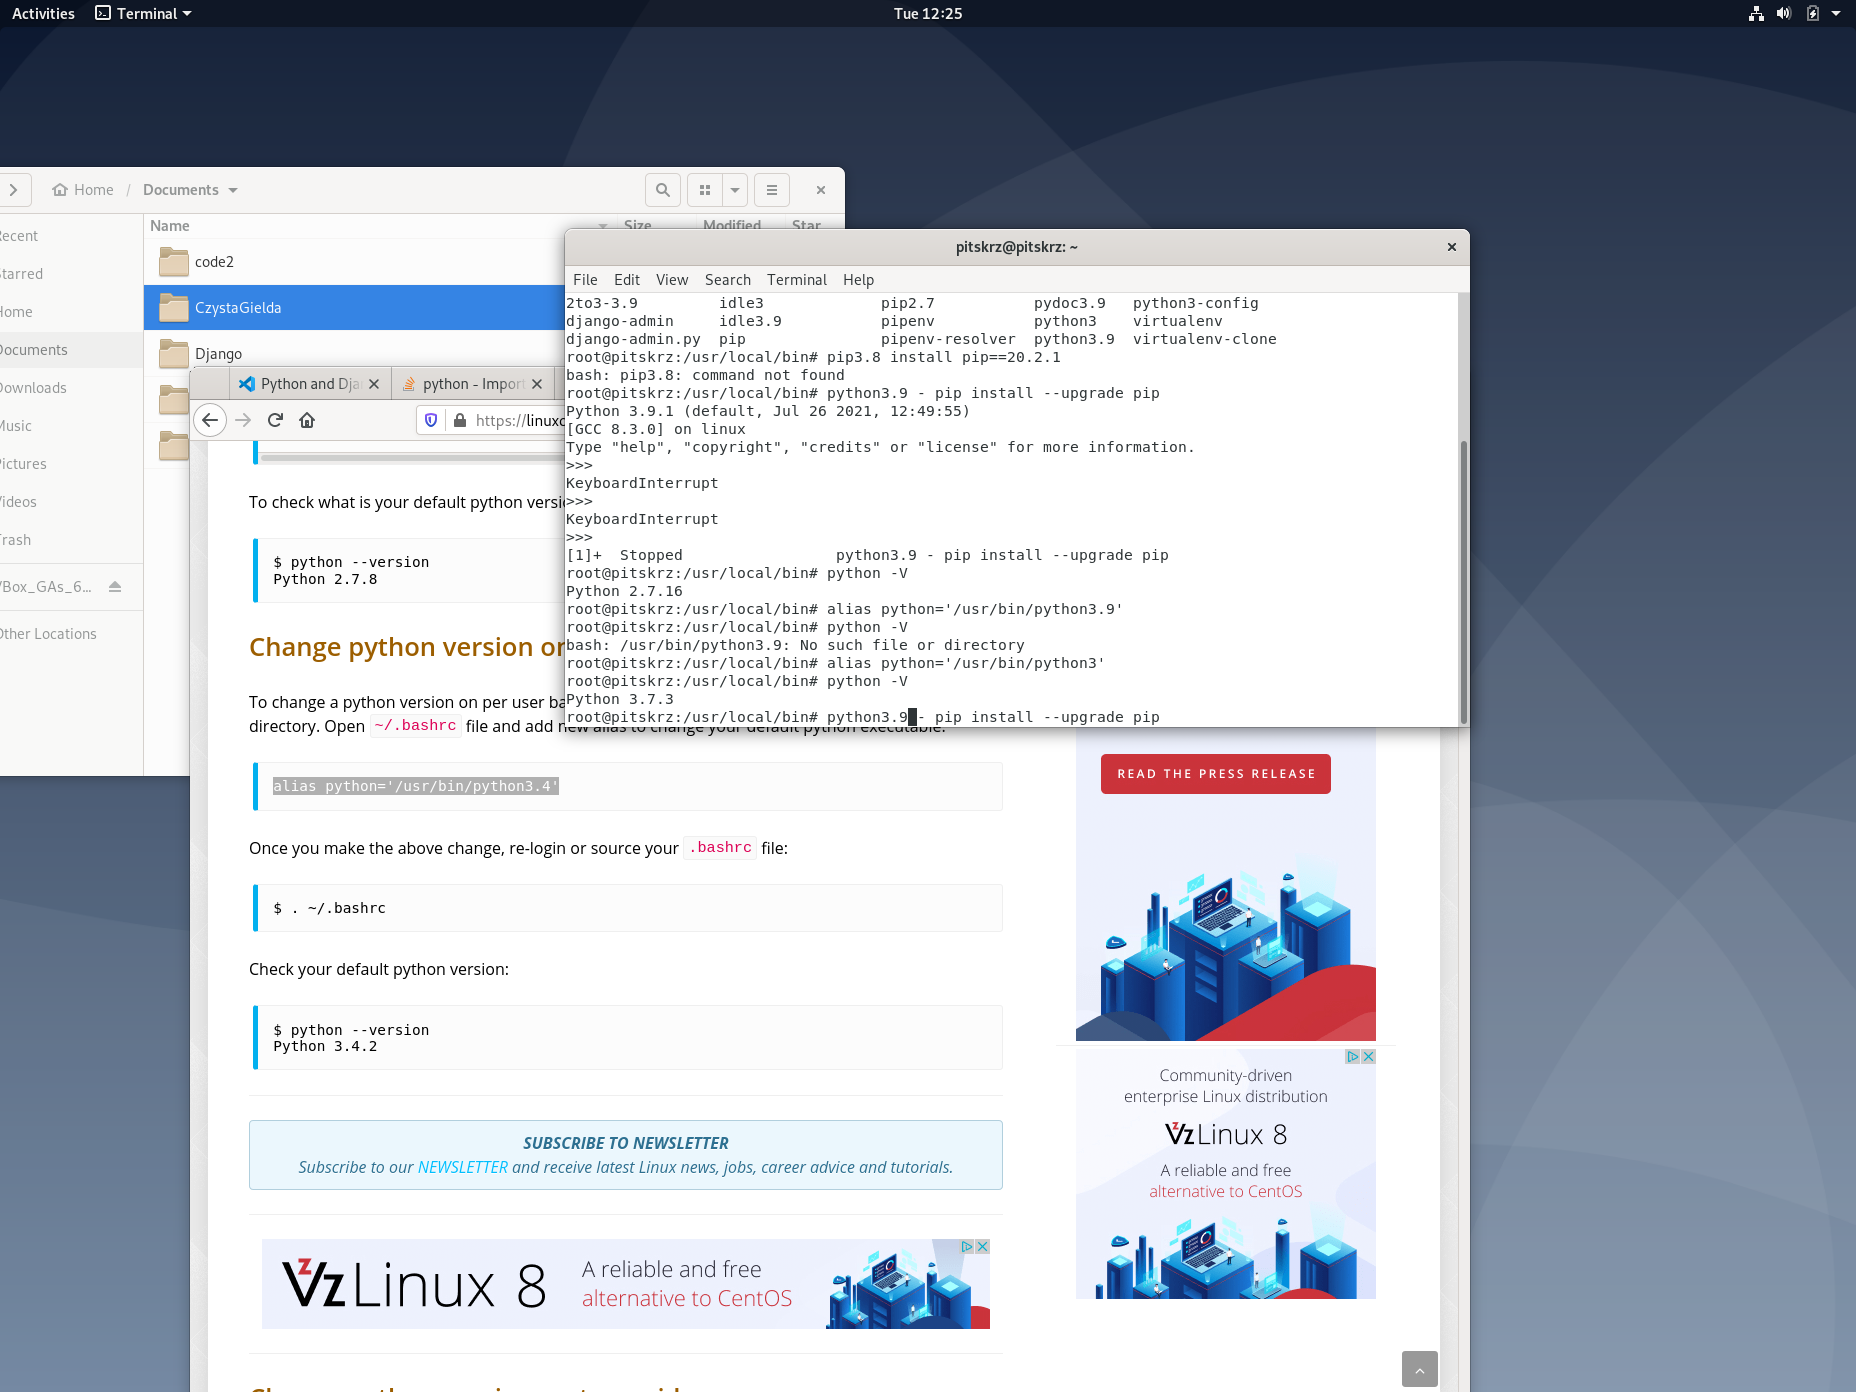 Activities
Terminal
Tue 12:25
Home / Documents
Name Size Modified Star
Recent
Starred
Home
Documents
Downloads
Music
Pictures
Videos
Trash
VBox_GAs_6...
Other Locations
code2
CzystaGielda
Django
Python and Dja
python - Import
https://linuxc
To check what is your default python versi
$ python --version
Python 2.7.8
Change python version or
To change a python version on per user ba
directory. Open ~/.bashrc file and add new alias to change your default python executable:
alias python='/usr/bin/python3.4'
Once you make the above change, re-login or source your .bashrc file:
$ . ~/.bashrc
Check your default python version:
$ python --version
Python 3.4.2
SUBSCRIBE TO NEWSLETTER
Subscribe to our NEWSLETTER and receive latest Linux news, jobs, career advice and tutorials.
VzLinux 8
A reliable and free
alternative to CentOS
pitskrz@pitskrz: ~
File Edit View Search Terminal Help
2to3-3.9 idle3 pip2.7 pydoc3.9 python3-config
django-admin idle3.9 pipenv python3 virtualenv
django-admin.py pip pipenv-resolver python3.9 virtualenv-clone
root@pitskrz:/usr/local/bin# pip3.8 install pip==20.2.1
bash: pip3.8: command not found
root@pitskrz:/usr/local/bin# python3.9 - pip install --upgrade pip
Python 3.9.1 (default, Jul 26 2021, 12:49:55)
[GCC 8.3.0] on linux
Type "help", "copyright", "credits" or "license" for more information.
>>>
KeyboardInterrupt
>>>
KeyboardInterrupt
>>>
[1]+ Stopped python3.9 - pip install --upgrade pip
root@pitskrz:/usr/local/bin# python -V
Python 2.7.16
root@pitskrz:/usr/local/bin# alias python='/usr/bin/python3.9'
root@pitskrz:/usr/local/bin# python -V
bash: /usr/bin/python3.9: No such file or directory
root@pitskrz:/usr/local/bin# alias python='/usr/bin/python3'
root@pitskrz:/usr/local/bin# python -V
Python 3.7.3
root@pitskrz:/usr/local/bin# python3.9 - pip install --upgrade pip
READ THE PRESS RELEASE
Community-driven
enterprise Linux distribution
VzLinux 8
A reliable and free
alternative to CentOS